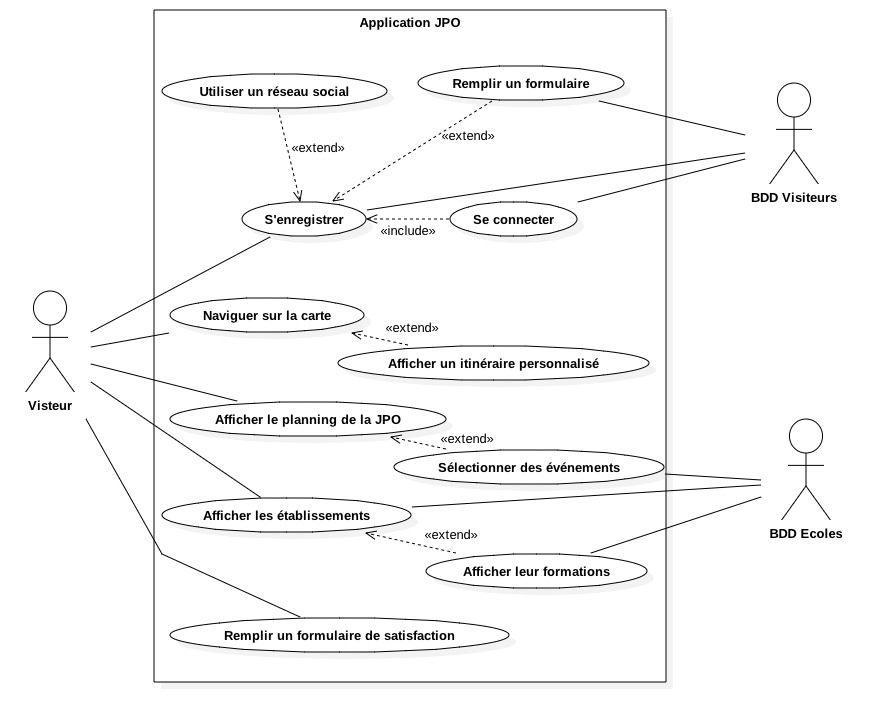 Application JPO
Utiliser un réseau social
Remplir un formulaire
«extend»
«extend»
BDD Visiteurs
S'enregistrer
Se connecter
«include»
Naviguer sur la carte
«extend»
Afficher un itinéraire personnalisé
Visteur
Afficher le planning de la JPO
«extend»
Sélectionner des événements
Afficher les établissements
«extend»
BDD Ecoles
Afficher leur formations
Remplir un formulaire de satisfaction